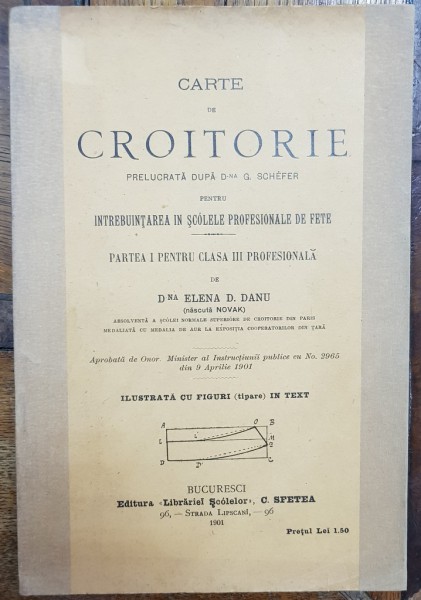 CARTE
DE
CROITORIE
PRELUCRATĂ DUPĂ D-NA G. SCHÉFER
PENTRU
INTREBUINȚAREA IN ȘCÓLELE PROFESIONALE DE FETE
PARTEA I PENTRU CLASA III PROFESIONALĂ
DE
DNA ELENA D. DANU
(născută NOVAK)
ABSOLVENTĂ A ȘCÓLEI NORMALE SUPERIORE DE CROITORIE DIN PARIS
MEDALIATĂ CU MEDALIA DE AUR LA EXPOZIȚIA COOPERATORILOR DIN ȚARĂ
Aprobată de Onor. Minister al Instrucțiunii publice cu No. 2965
din 9 Aprilie 1901
ILUSTRATĂ CU FIGURI (tipare) IN TEXT
A O B
M
D D' C
BUCURESCI
Editura «Librăriei Școlelor», C. SFETEA
96, — STRADA LIPSCANI, — 96
1901
Prețul Lei 1.50